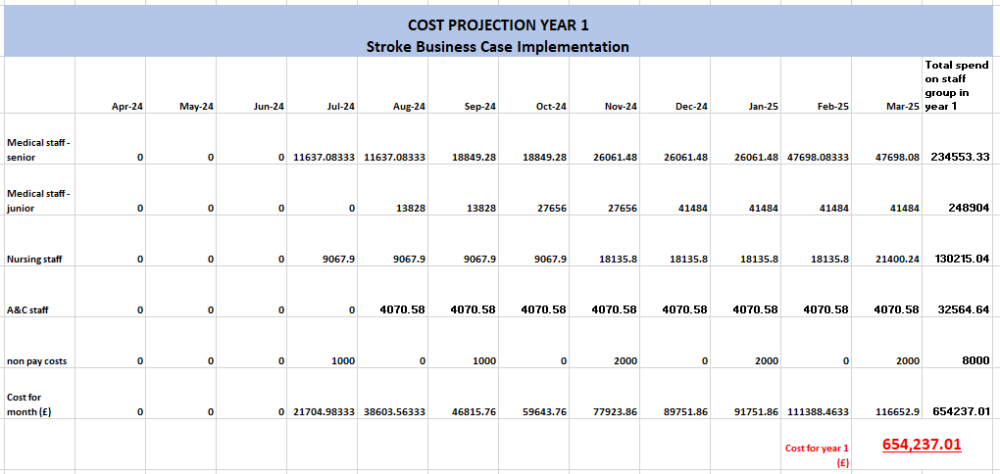 COST PROJECTION YEAR 1
Stroke Business Case Implementation
Apr-24 May-24 Jun-24 Jul-24 Aug-24 Sep-24 Oct-24 Nov-24 Dec-24 Jan-25 Feb-25 Mar-25 Total spend on staff group in year 1
Medical staff - senior 0 0 0 11637.08333 11637.08333 18849.28 18849.28 26061.48 26061.48 26061.48 47698.08333 47698.08 234553.33
Medical staff - junior 0 0 0 0 13828 13828 27656 27656 41484 41484 41484 41484 248904
Nursing staff 0 0 0 9067.9 9067.9 9067.9 9067.9 18135.8 18135.8 18135.8 18135.8 21400.24 130215.04
A&C staff 0 0 0 0 4070.58 4070.58 4070.58 4070.58 4070.58 4070.58 4070.58 4070.58 32564.64
non pay costs 0 0 0 1000 0 1000 0 2000 0 2000 0 2000 8000
Cost for month (£) 0 0 0 21704.98333 38603.56333 46815.76 59643.76 77923.86 89751.86 91751.86 111388.4633 116652.9 654237.01
Cost for year 1 (£) 654,237.01